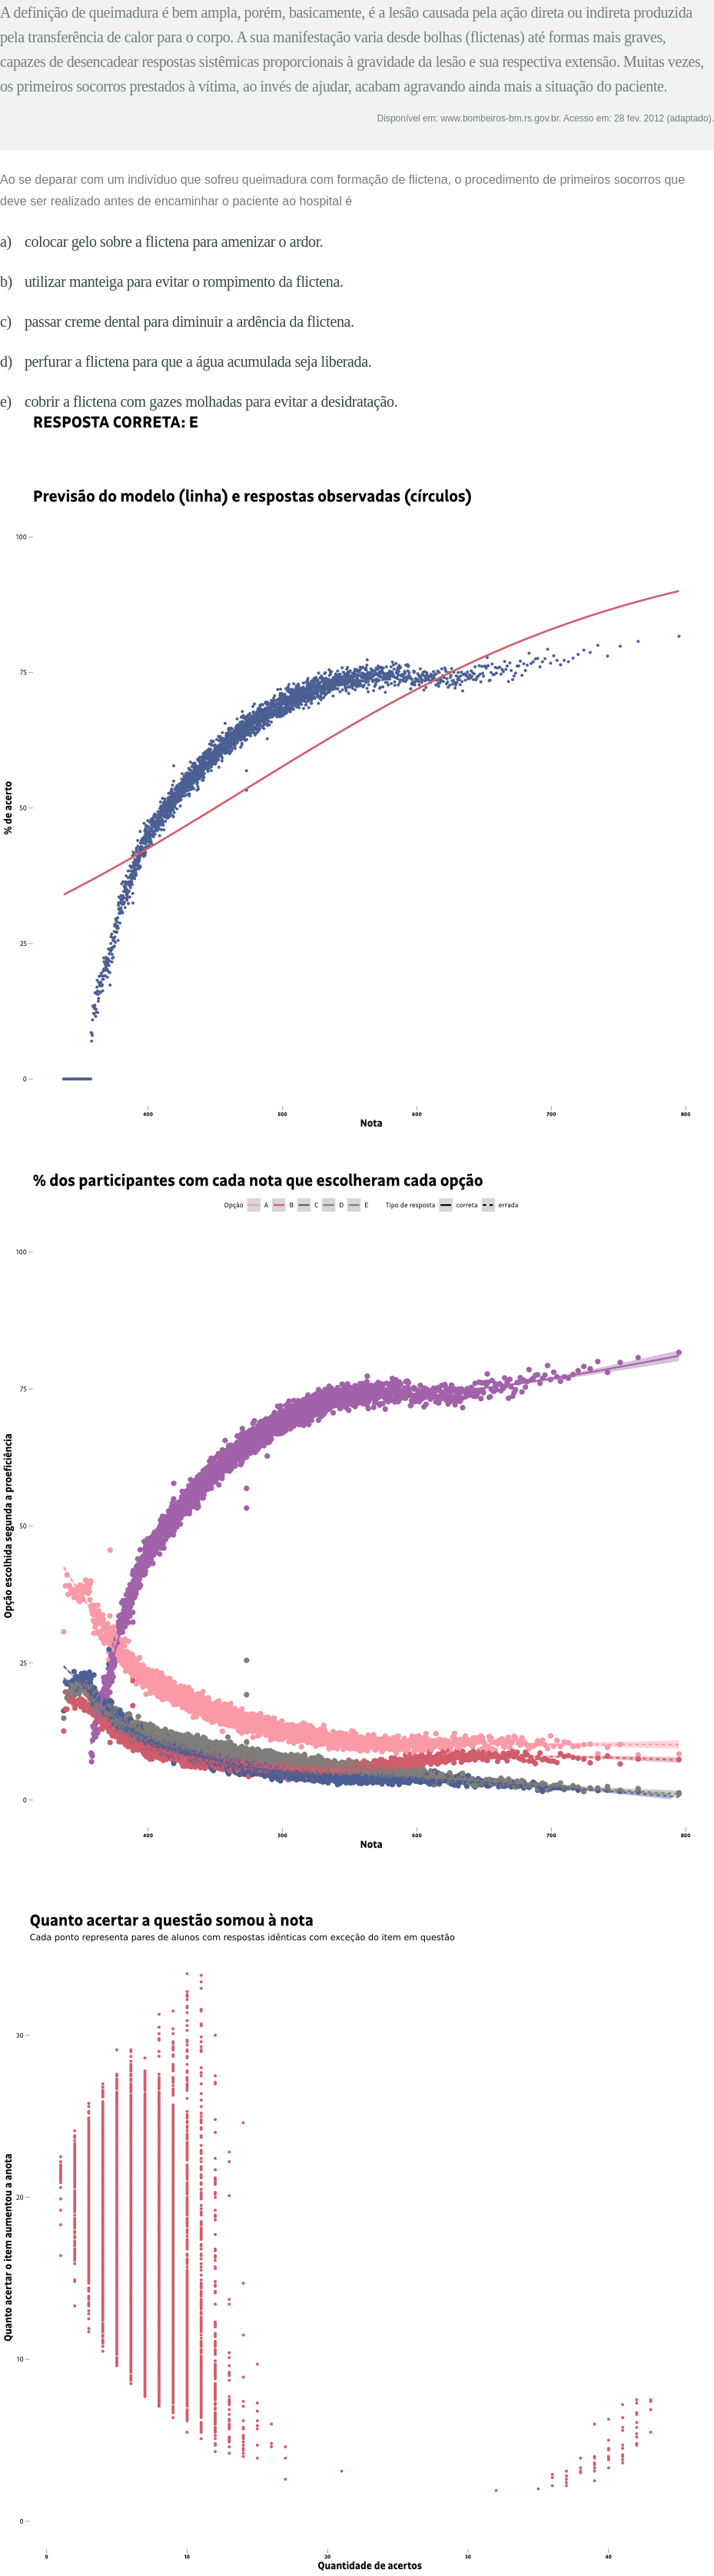 A definição de queimadura é bem ampla, porém, basicamente, é a lesão causada pela ação direta ou indireta produzida
pela transferência de calor para o corpo. A sua manifestação varia desde bolhas (flictenas) até formas mais graves,
capazes de desencadear respostas sistêmicas proporcionais à gravidade da lesão e sua respectiva extensão. Muitas vezes,
os primeiros socorros prestados à vítima, ao invés de ajudar, acabam agravando ainda mais a situação do paciente.
Disponível em: www.bombeiros-bm.rs.gov.br. Acesso em: 28 fev. 2012 (adaptado).
Ao se deparar com um indivíduo que sofreu queimadura com formação de flictena, o procedimento de primeiros socorros que
deve ser realizado antes de encaminhar o paciente ao hospital é
a) colocar gelo sobre a flictena para amenizar o ardor.
b) utilizar manteiga para evitar o rompimento da flictena.
c) passar creme dental para diminuir a ardência da flictena.
d) perfurar a flictena para que a água acumulada seja liberada.
e) cobrir a flictena com gazes molhadas para evitar a desidratação.
RESPOSTA CORRETA: E
Previsão do modelo (linha) e respostas observadas (círculos)
100
75
50
25
0
% de acerto
400 500 600 700 800
Nota
% dos participantes com cada nota que escolheram cada opção
Opção A B C D E Tipo de resposta correta errada
100
75
50
25
0
Opção escolhida segunda a proeficiência
400 500 600 700 800
Nota
Quanto acertar a questão somou à nota
Cada ponto representa pares de alunos com respostas idênticas com exceção do item em questão
30
20
10
0
Quanto acertar o item aumentou a anota
0 10 20 30 40
Quantidade de acertos